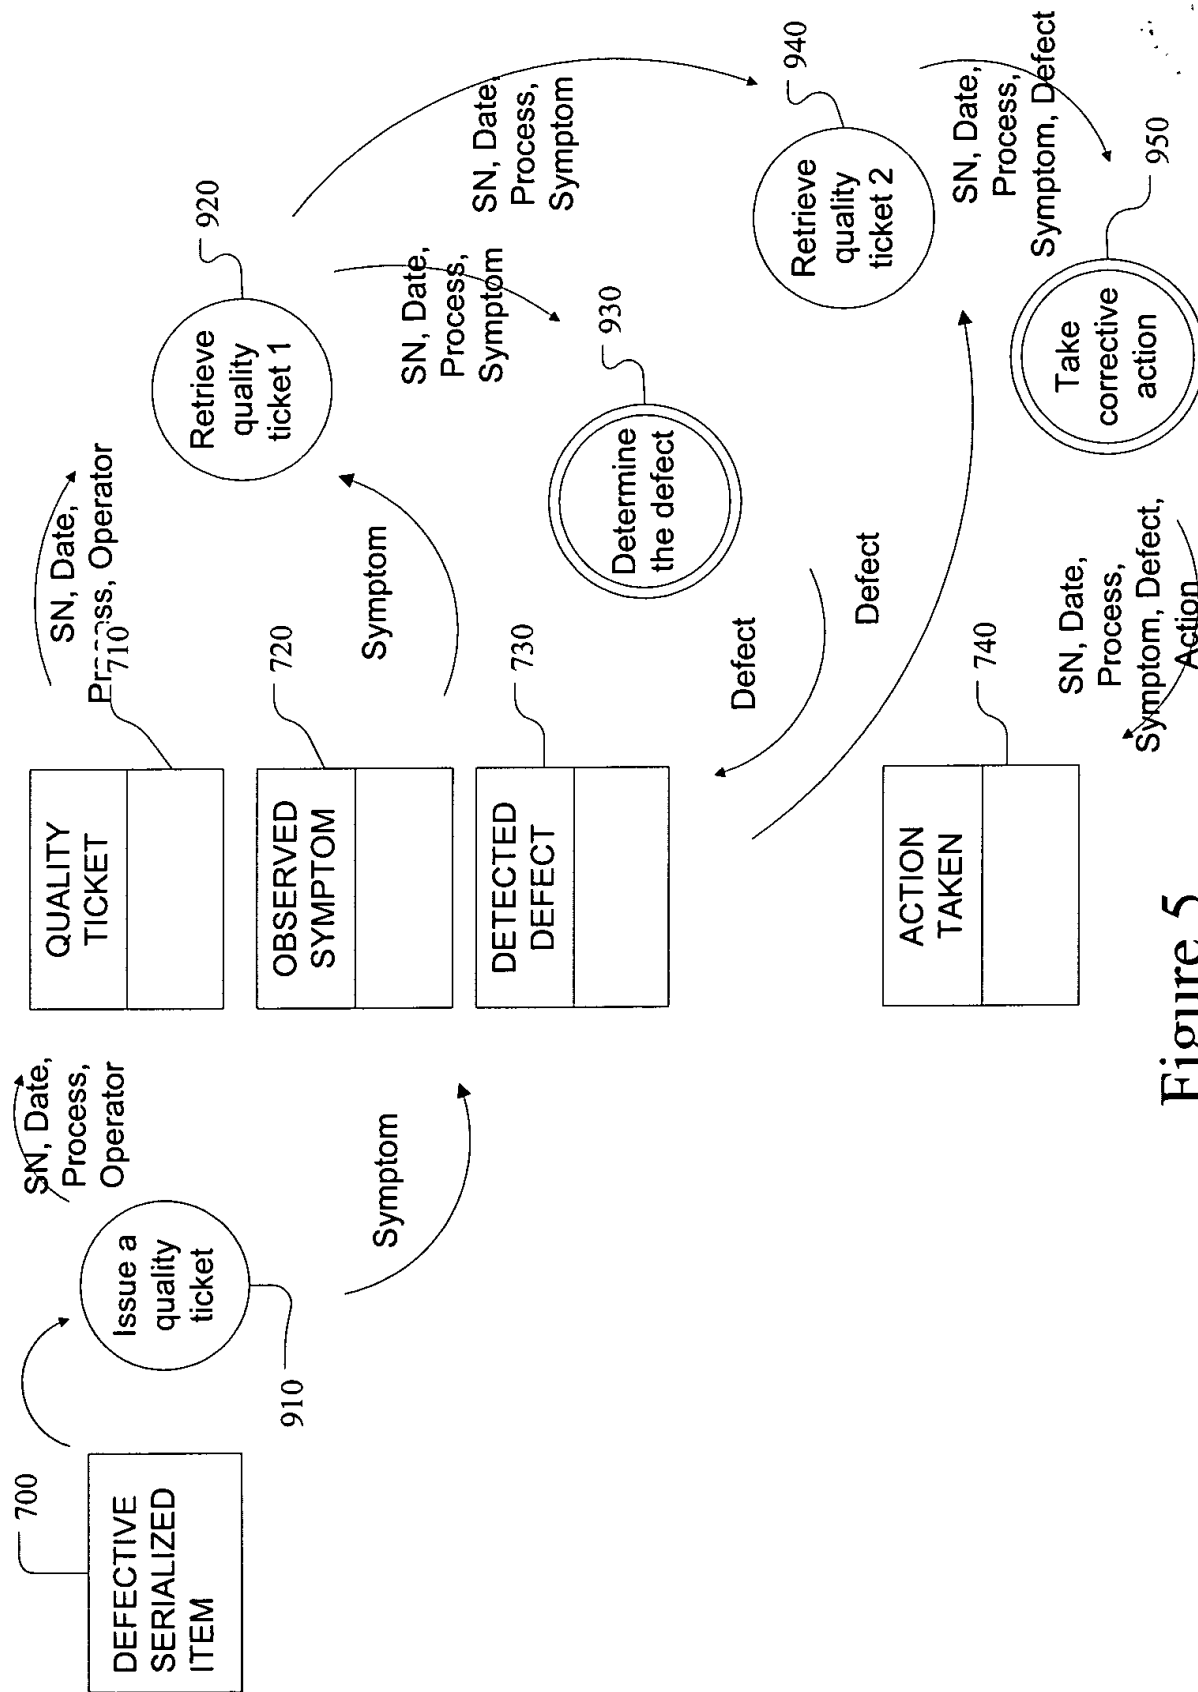 700
DEFECTIVE
SERIALIZED
ITEM
Issue a
quality
ticket
910
SN, Date,
Process,
Operator
Symptom
QUALITY
TICKET
710
OBSERVED
SYMPTOM
720
DETECTED
DEFECT
730
ACTION
TAKEN
740
SN, Date,
Process, Operator
Symptom
Retrieve
quality
ticket 1
920
SN, Date,
Process,
Symptom
SN, Date,
Process,
Symptom
Determine
the defect
930
Defect
Defect
Retrieve
quality
ticket 2
940
SN, Date,
Process,
Symptom, Defect
Take
corrective
action
950
SN, Date,
Process,
Symptom, Defect,
Action
Figure 5